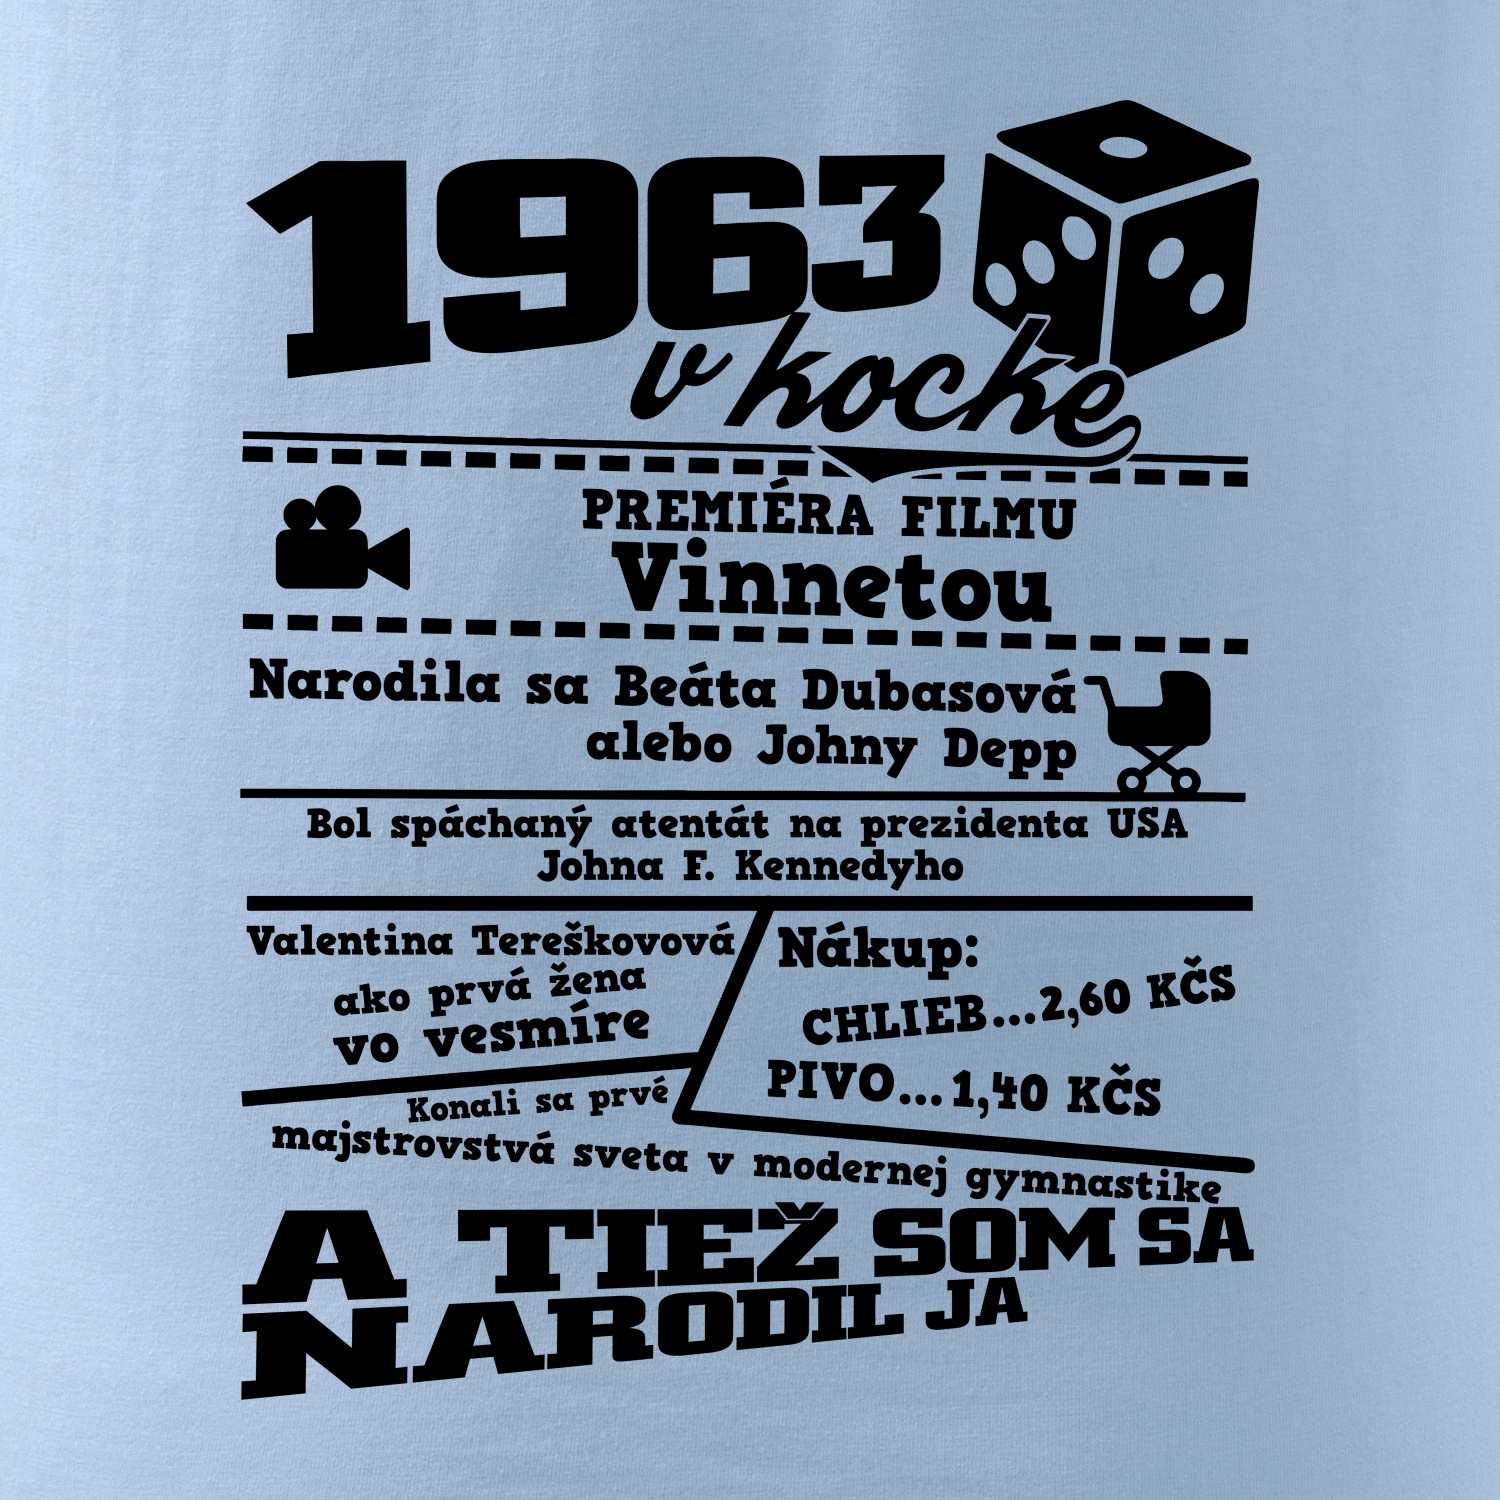 1963
v kocke
PREMIÉRA FILMU
Vinnetou
Narodila sa Beáta Dubasová
alebo Johny Depp
Bol spáchaný atentát na prezidenta USA
Johna F. Kennedyho
Valentina Tereškovová
ako prvá žena
vo vesmíre
Nákup:
CHLIEB...2,60 KČS
PIVO...1,40 KČS
Konali sa prvé
majstrovstvá sveta v modernej gymnastike
A TIEŽ SOM SA
NARODIL JA